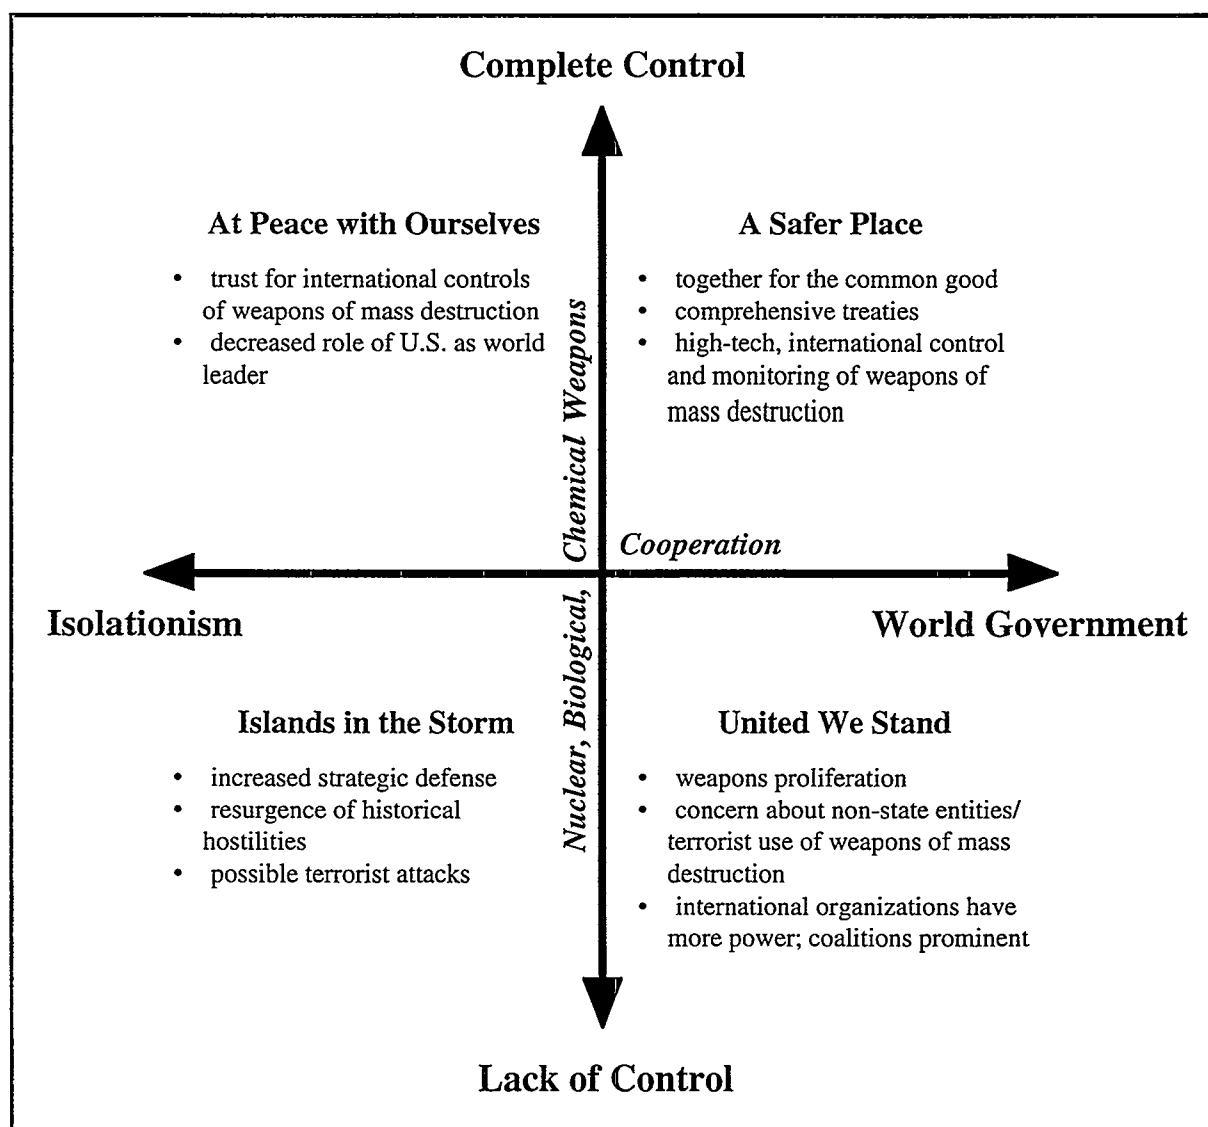 Complete Control
At Peace with Ourselves
• trust for international controls
of weapons of mass destruction
• decreased role of U.S. as world
leader
A Safer Place
• together for the common good
• comprehensive treaties
• high-tech, international control
and monitoring of weapons of
mass destruction
Nuclear, Biological, Chemical Weapons
Cooperation
Isolationism
World Government
Islands in the Storm
• increased strategic defense
• resurgence of historical
hostilities
• possible terrorist attacks
United We Stand
• weapons proliferation
• concern about non-state entities/
terrorist use of weapons of mass
destruction
• international organizations have
more power; coalitions prominent
Lack of Control